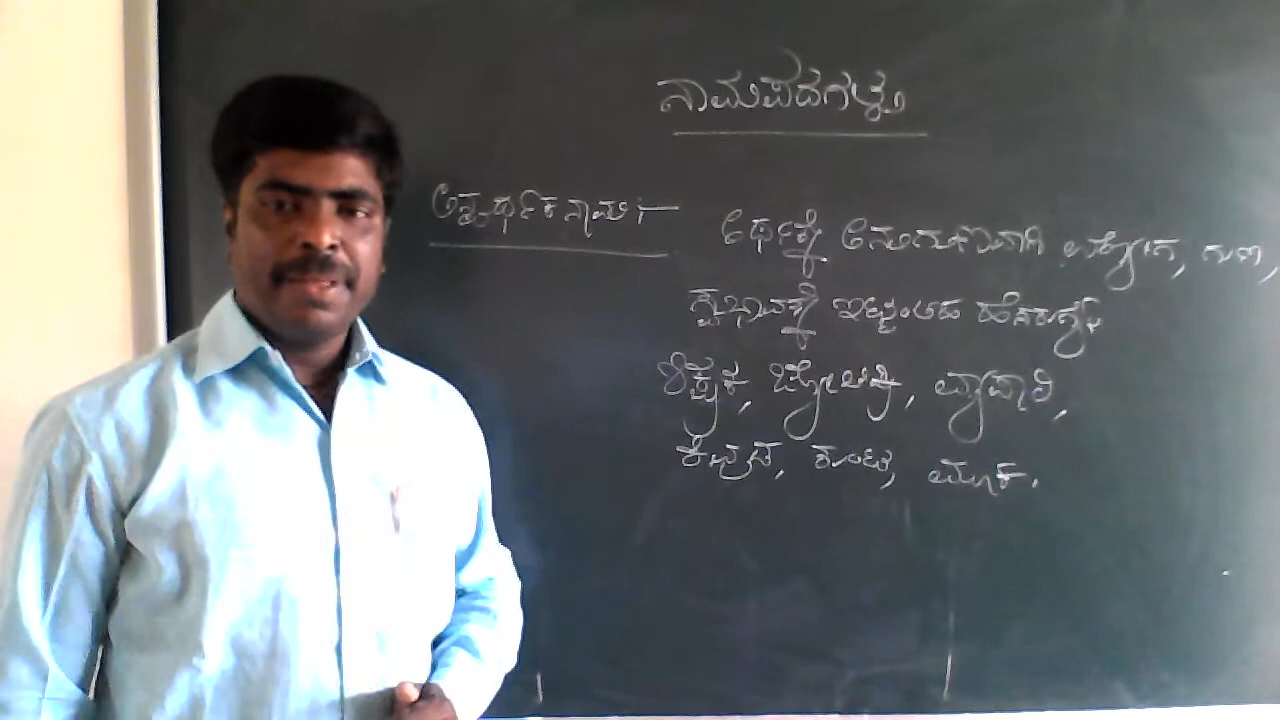 ನಾಮಪದಗಳು
ಅನ್ವರ್ಥಕನಾಮ :-
ಅರ್ಥಕ್ಕೆ ಅನುಗುಣವಾಗಿ ಉದ್ಯೋಗ, ಗುಣ,
ಸ್ವಭಾವಕ್ಕೆ ಇಟ್ಟಂತಹ ಹೆಸರುಗಳು
ಶಿಕ್ಷಕ, ಜ್ಯೋತಿಷಿ, ವ್ಯಾಪಾರಿ,
ಕಿವುಡ, ಕುಂಟ, ಮೂಕ.